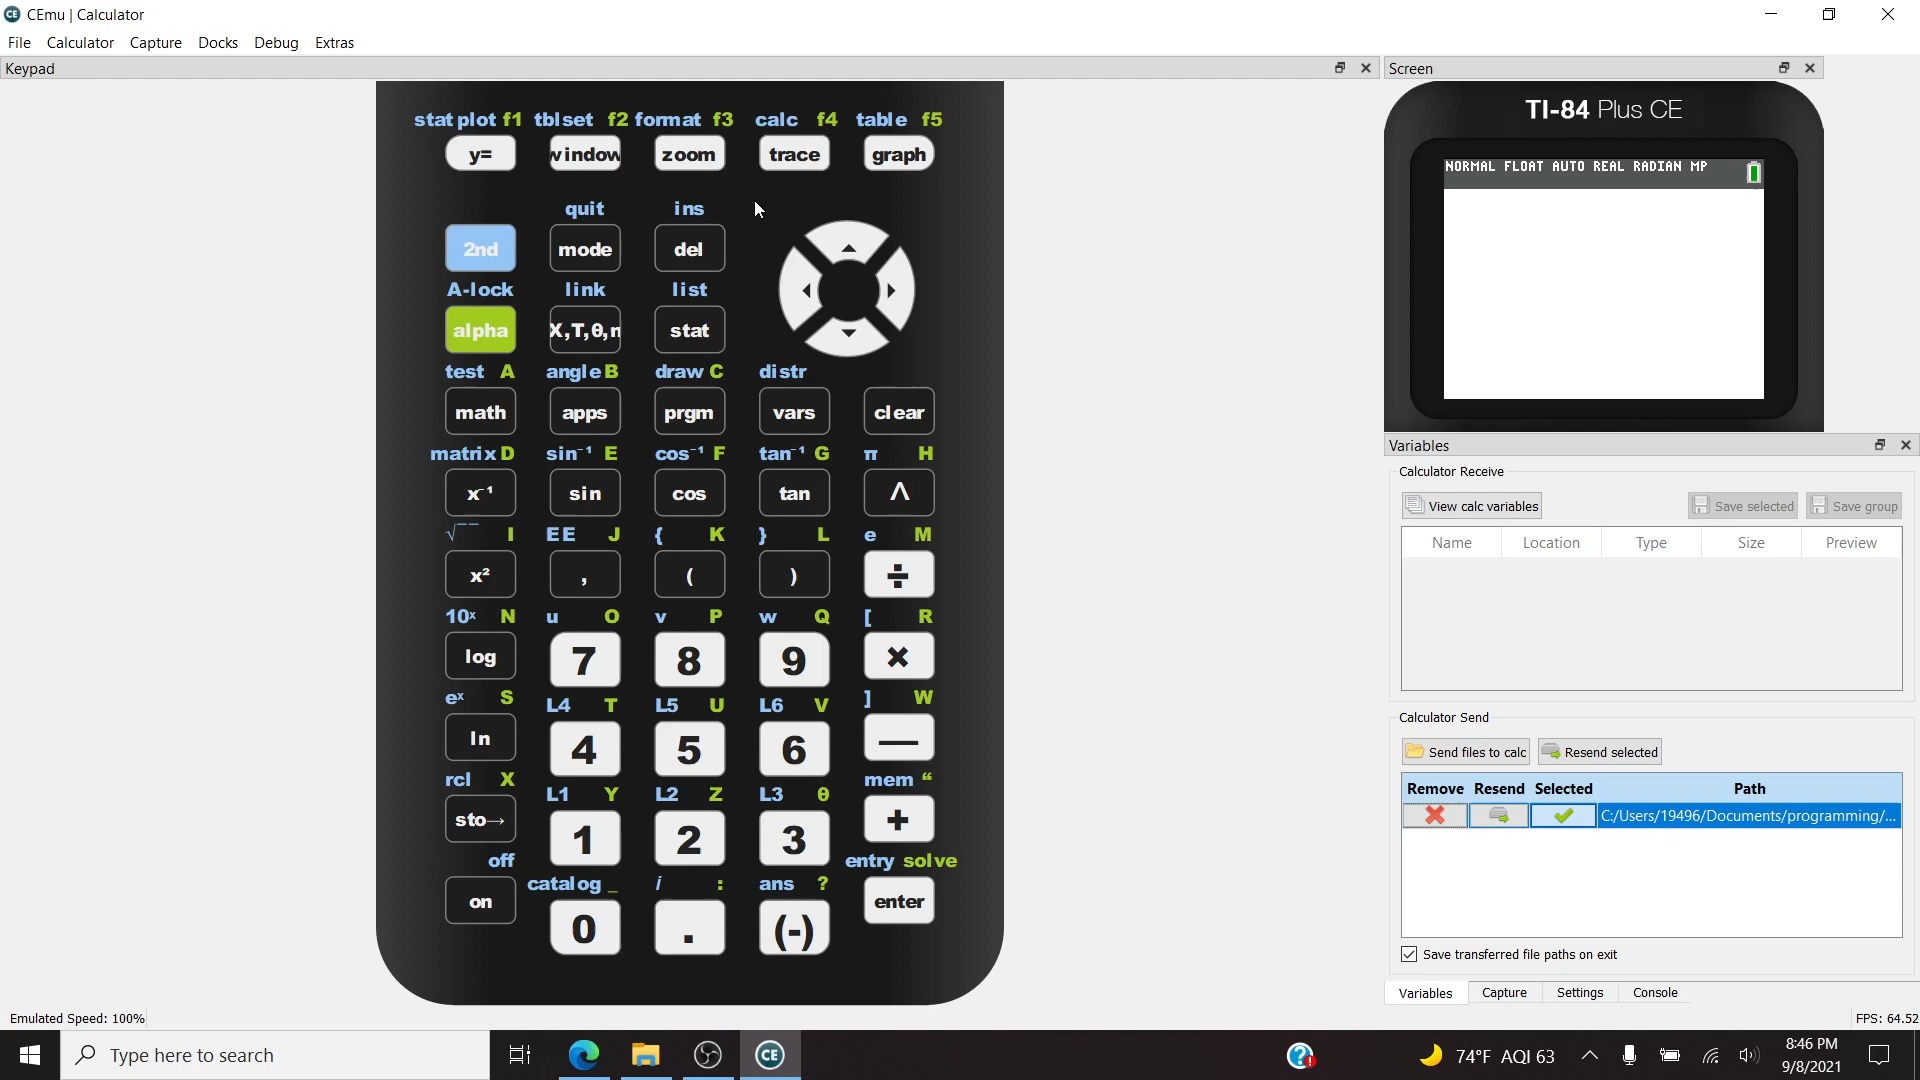 CEmu | Calculator
File Calculator Capture Docks Debug Extras
Keypad
Screen
stat plot f1 tblset f2 format f3 calc f4 table f5
y= window zoom trace graph
quit ins
2nd mode del
A-lock link list
alpha X,T,θ,n stat
test A angle B draw C distr
math apps prgm vars clear
matrix D sin⁻¹ E cos⁻¹ F tan⁻¹ G π H
x⁻¹ sin cos tan ^
√‾‾ I EE J { K } L e M
x² , ( ) ÷
10ˣ N u O v P w Q [ R
log 7 8 9 ×
eˣ S L4 T L5 U L6 V ] W
ln 4 5 6 —
rcl X L1 Y L2 Z L3 θ mem “
sto→ 1 2 3 +
off catalog _ i : ans ? entry solve
on 0 . (-) enter
TI-84 Plus CE
NORMAL FLOAT AUTO REAL RADIAN MP
Variables
Calculator Receive
View calc variables Save selected Save group
Name Location Type Size Preview
Calculator Send
Send files to calc Resend selected
Remove Resend Selected Path
C:/Users/19496/Documents/programming/...
Save transferred file paths on exit
Variables Capture Settings Console
Emulated Speed: 100%
FPS: 64.52
Type here to search
CE
74°F AQI 63
8:46 PM
9/8/2021